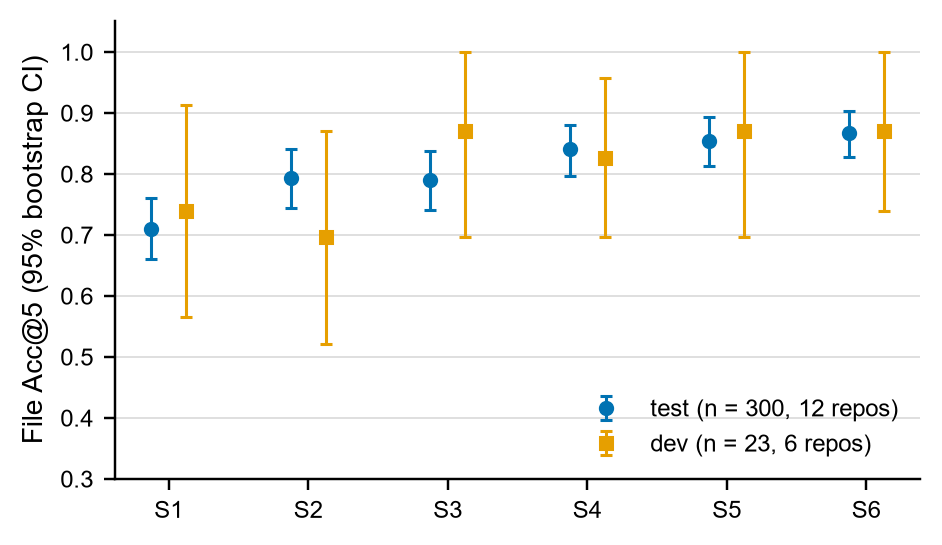 File Acc@5 (95% bootstrap CI)
1.0
0.9
0.8
0.7
0.6
0.5
0.4
0.3
test (n = 300, 12 repos)
dev (n = 23, 6 repos)
S1 S2 S3 S4 S5 S6